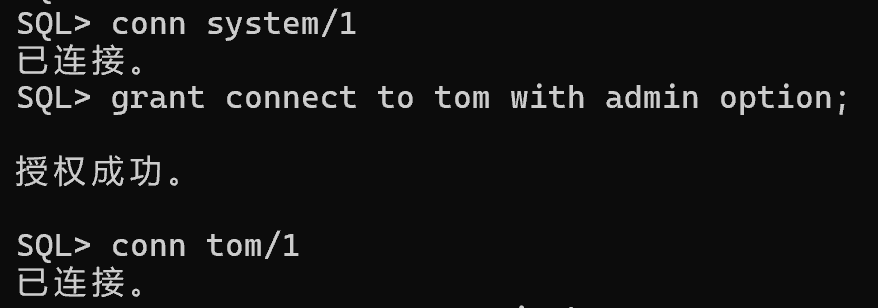 SQL> conn system/1
已连接。
SQL> grant connect to tom with admin option;
授权成功。
SQL> conn tom/1
已连接。